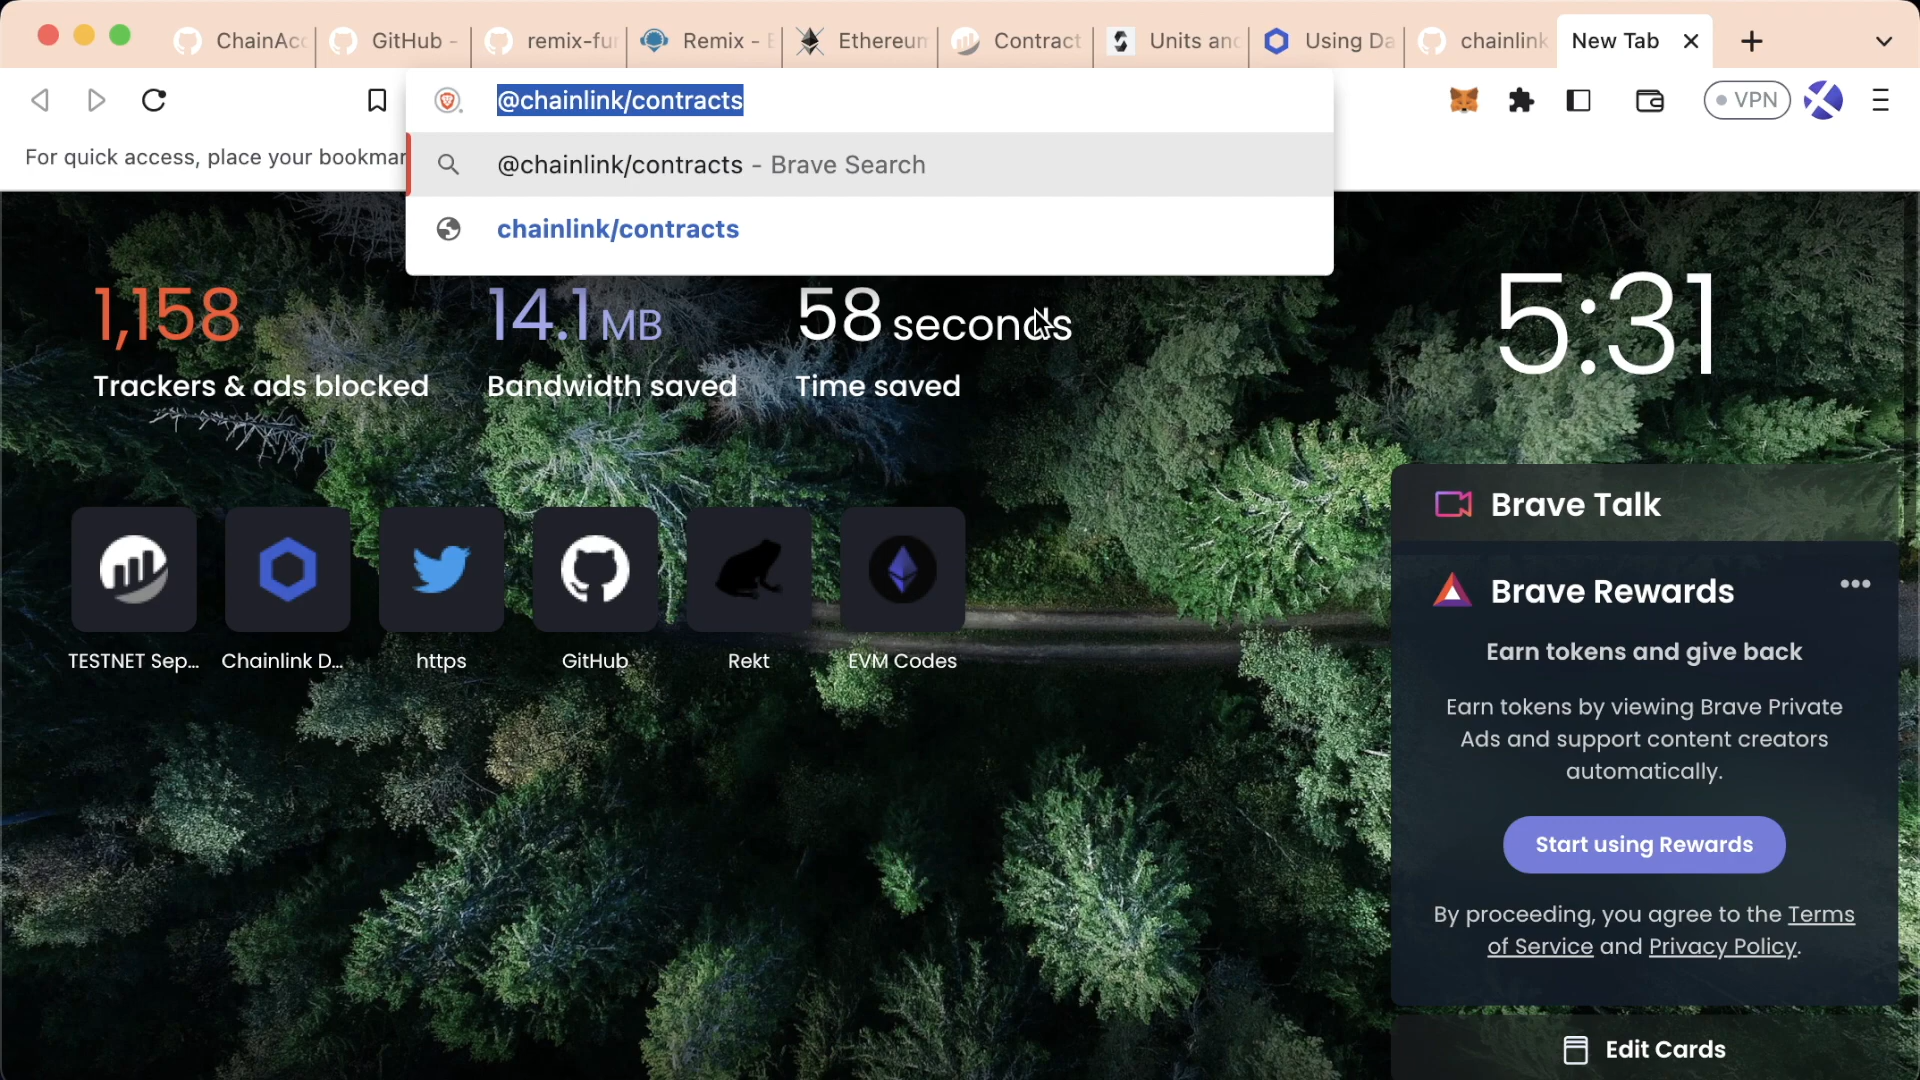 ChainAcc
GitHub -
remix-fun
Remix - E
Ethereum
Contract
Units and
Using Da
chainlink
New Tab
@chainlink/contracts
VPN
For quick access, place your bookmar
@chainlink/contracts - Brave Search
chainlink/contracts
1,158
Trackers & ads blocked
14.1 MB
Bandwidth saved
58 seconds
Time saved
5:31
TESTNET Sep...
Chainlink D...
https
GitHub
Rekt
EVM Codes
Brave Talk
Brave Rewards
Earn tokens and give back
Earn tokens by viewing Brave Private
Ads and support content creators
automatically.
Start using Rewards
By proceeding, you agree to the Terms
of Service and Privacy Policy.
Edit Cards